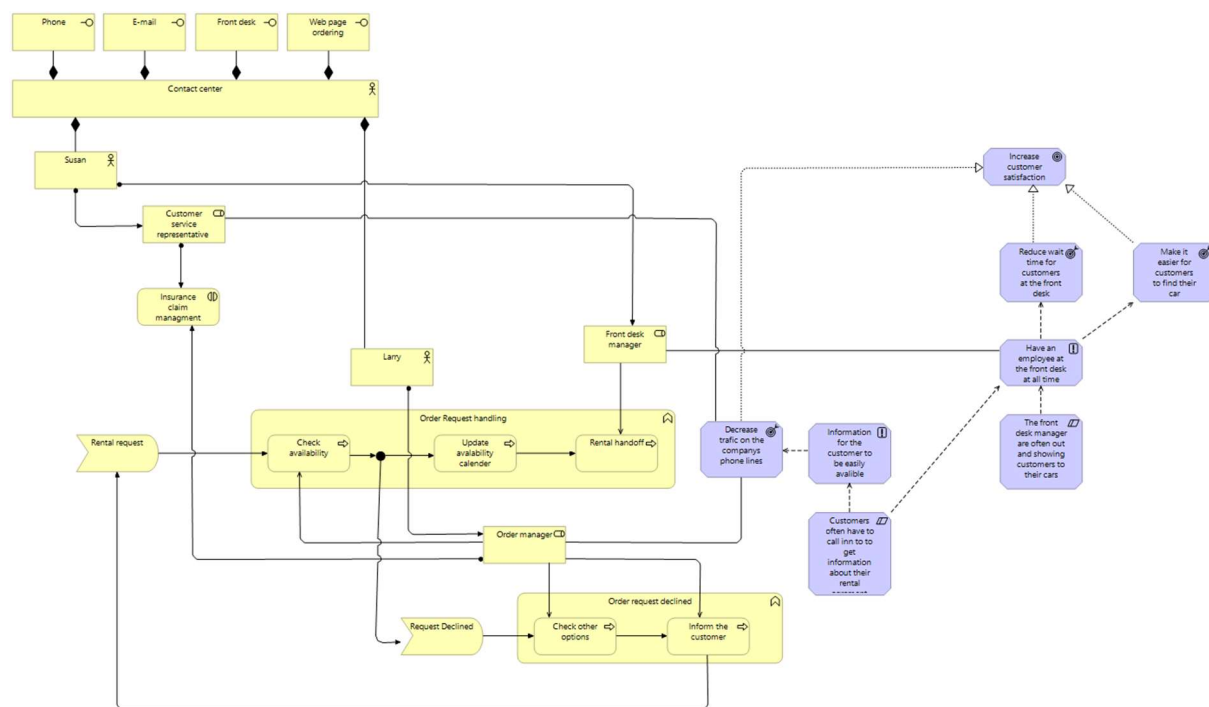 Phone
E-mail
Front desk
Web page
ordering
Contact center
Susan
Increase
customer
satisfaction
Customer
service
representative
Reduce wait
time for
customers
at the front
desk
Make it
easier for
customers
to find their
car
Insurance
claim
managment
Front desk
manager
Larry
Have an
employee at
the front desk
at all time
Order Request handling
Rental request
Check
availability
Update
avalability
calender
Rental handoff
Decrease
trafic on the
companys
phone lines
Information
for the
customer to
be easily
avalible
The front
desk manager
are often out
and showing
customers to
their cars
Customers
often have to
call inn to to
get
information
about their
rental
Order manager
Order request declined
Request Declined
Check other
options
Inform the
customer